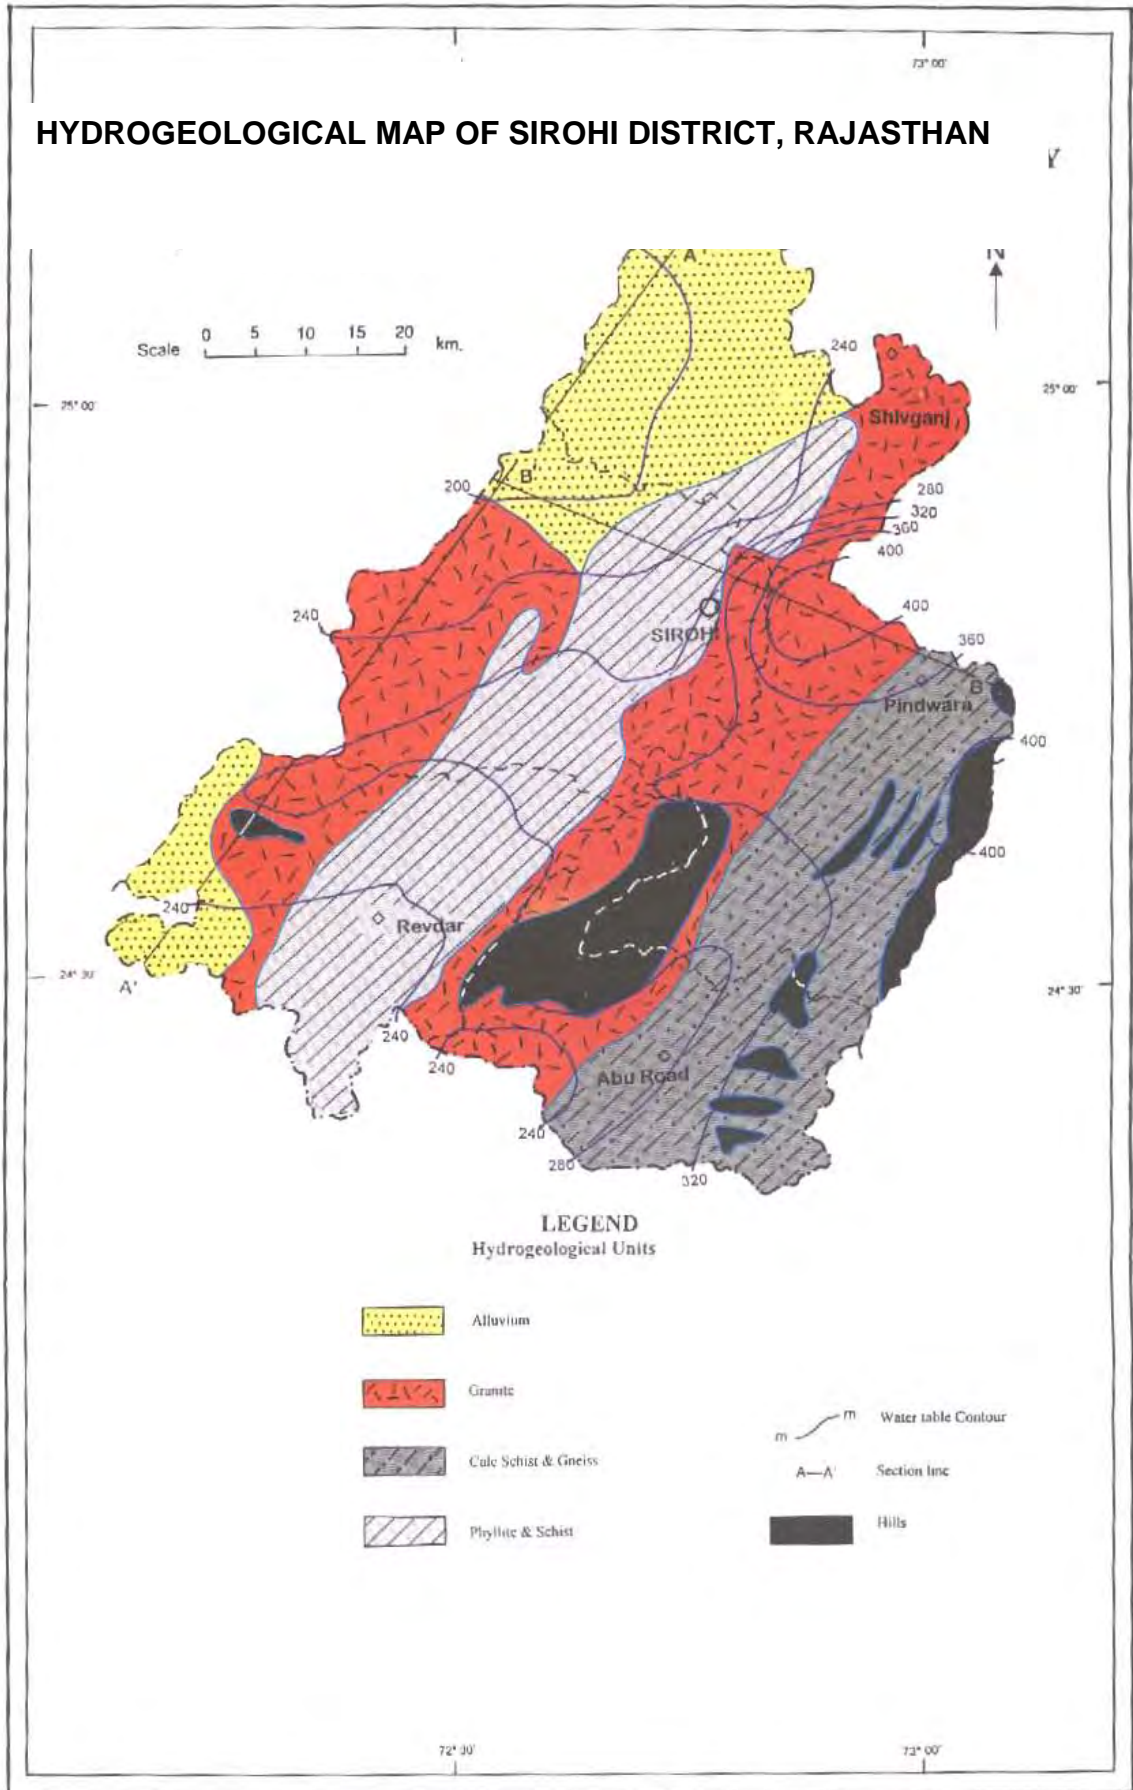 73° 00'
HYDROGEOLOGICAL MAP OF SIROHI DISTRICT, RAJASTHAN
Y
N
A
Scale 0 5 10 15 20 km.
240
25° 00'
25° 00'
Shivganj
B
200
280
320
360
400
400
240
SIROHI
360
Pindwara
B
400
400
240
Revdar
24° 30'
A'
24° 30'
240
240
Abu Road
240
280
320
LEGEND
Hydrogeological Units
Alluvium
Granite
m m Water table Contour
Calc Schist & Gneiss
A—A' Section line
Phyllite & Schist
Hills
72° 30'
73° 00'